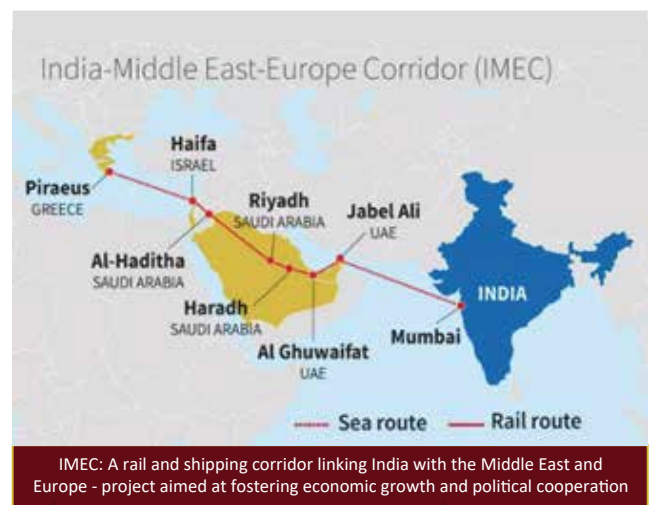 India-Middle East-Europe Corridor (IMEC)
Haifa
ISRAEL
Piraeus
GREECE
Riyadh
SAUDI ARABIA
Jabel Ali
UAE
Al-Haditha
SAUDI ARABIA
Haradh
SAUDI ARABIA
Al Ghuwaifat
UAE
INDIA
Mumbai
Sea route
Rail route
IMEC: A rail and shipping corridor linking India with the Middle East and
Europe - project aimed at fostering economic growth and political cooperation